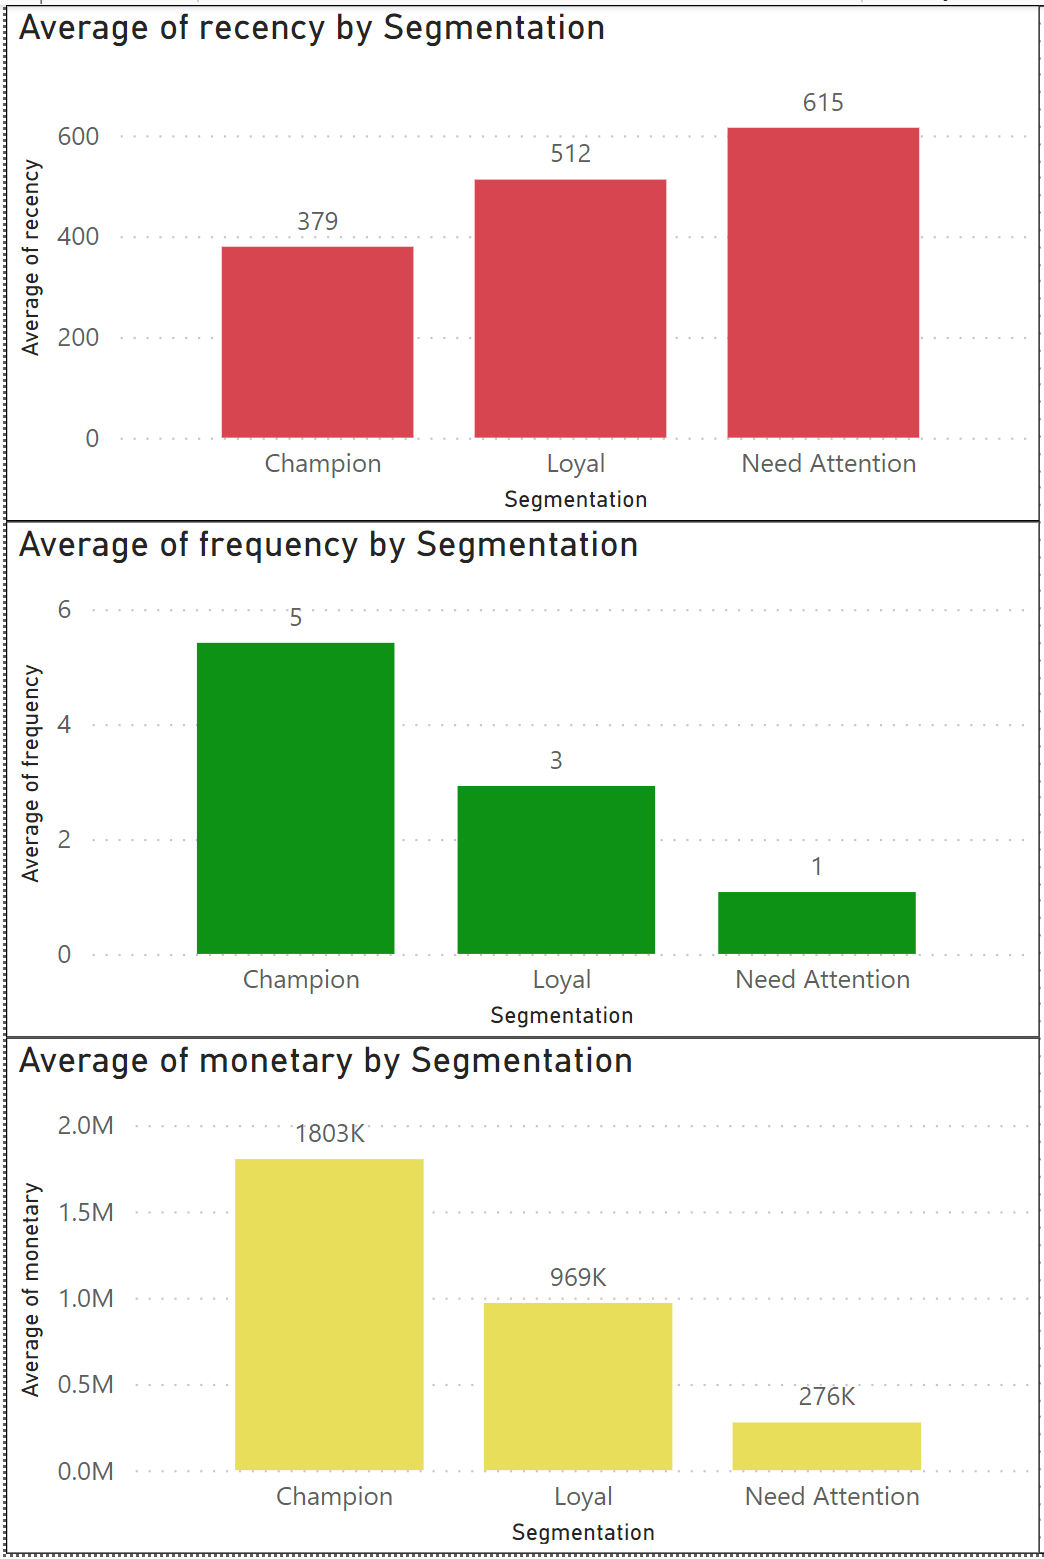 Average of recency by Segmentation
615
600
512
379
400
200
0
Average of recency
Champion Loyal Need Attention
Segmentation
Average of frequency by Segmentation
6
5
4
3
2
1
0
Average of frequency
Champion Loyal Need Attention
Segmentation
Average of monetary by Segmentation
2.0M
1803K
1.5M
969K
1.0M
0.5M
276K
0.0M
Average of monetary
Champion Loyal Need Attention
Segmentation